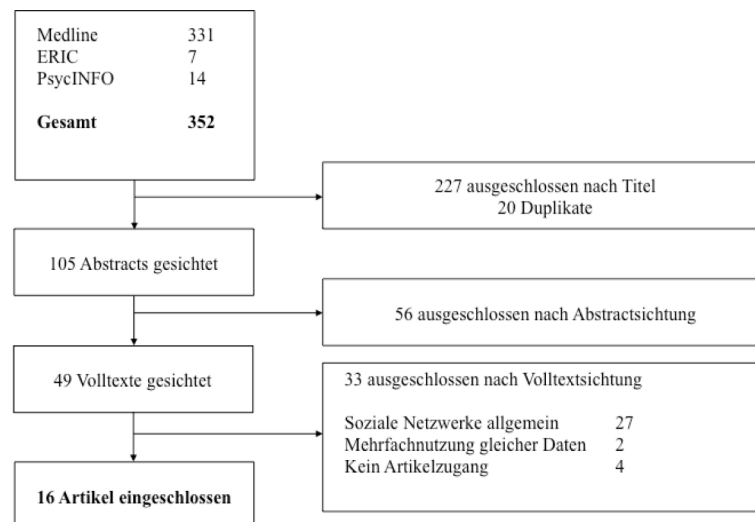 Medline 331
ERIC 7
PsycINFO 14
Gesamt 352
227 ausgeschlossen nach Titel
20 Duplikate
105 Abstracts gesichtet
56 ausgeschlossen nach Abstractsichtung
49 Volltexte gesichtet
33 ausgeschlossen nach Volltextsichtung
Soziale Netzwerke allgemein 27
Mehrfachnutzung gleicher Daten 2
Kein Artikelzugang 4
16 Artikel eingeschlossen